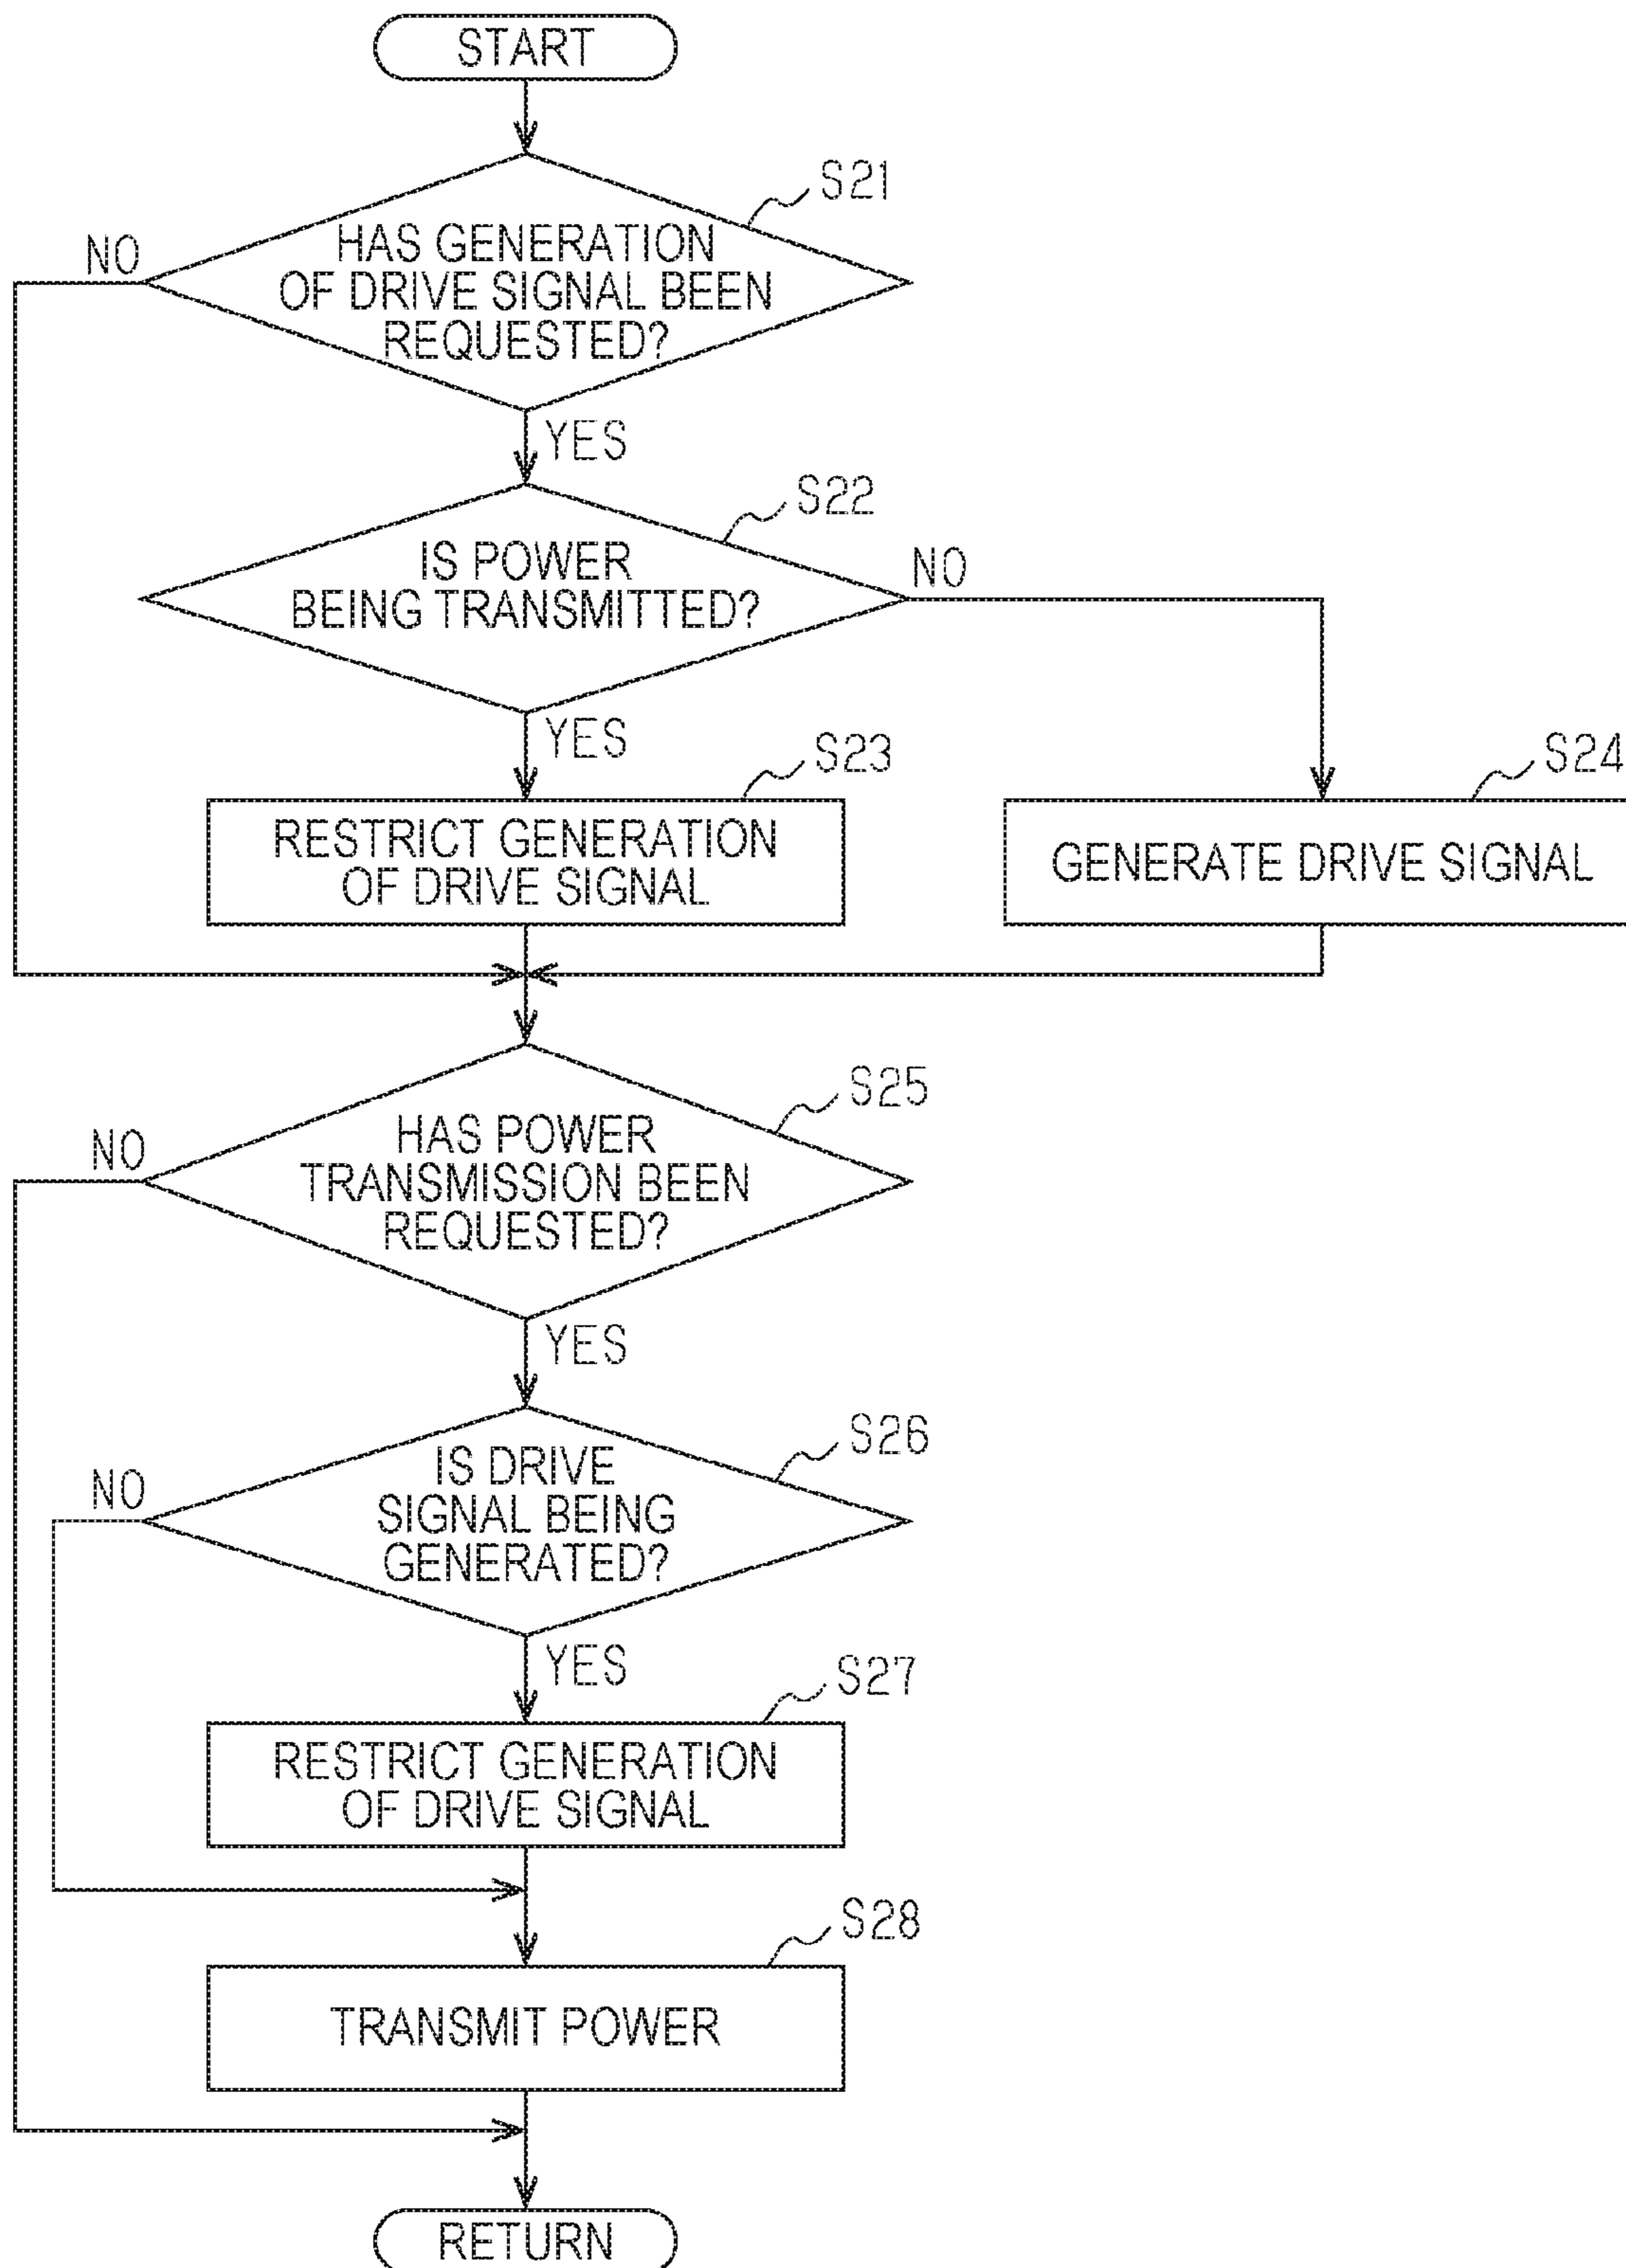 START
S21
NO
HAS GENERATION
OF DRIVE SIGNAL BEEN
REQUESTED?
YES
S22
IS POWER
BEING TRANSMITTED?
NO
YES
S23
S24
RESTRICT GENERATION
OF DRIVE SIGNAL
GENERATE DRIVE SIGNAL
S25
NO
HAS POWER
TRANSMISSION BEEN
REQUESTED?
YES
S26
NO
IS DRIVE
SIGNAL BEING
GENERATED?
YES
S27
RESTRICT GENERATION
OF DRIVE SIGNAL
S28
TRANSMIT POWER
RETURN